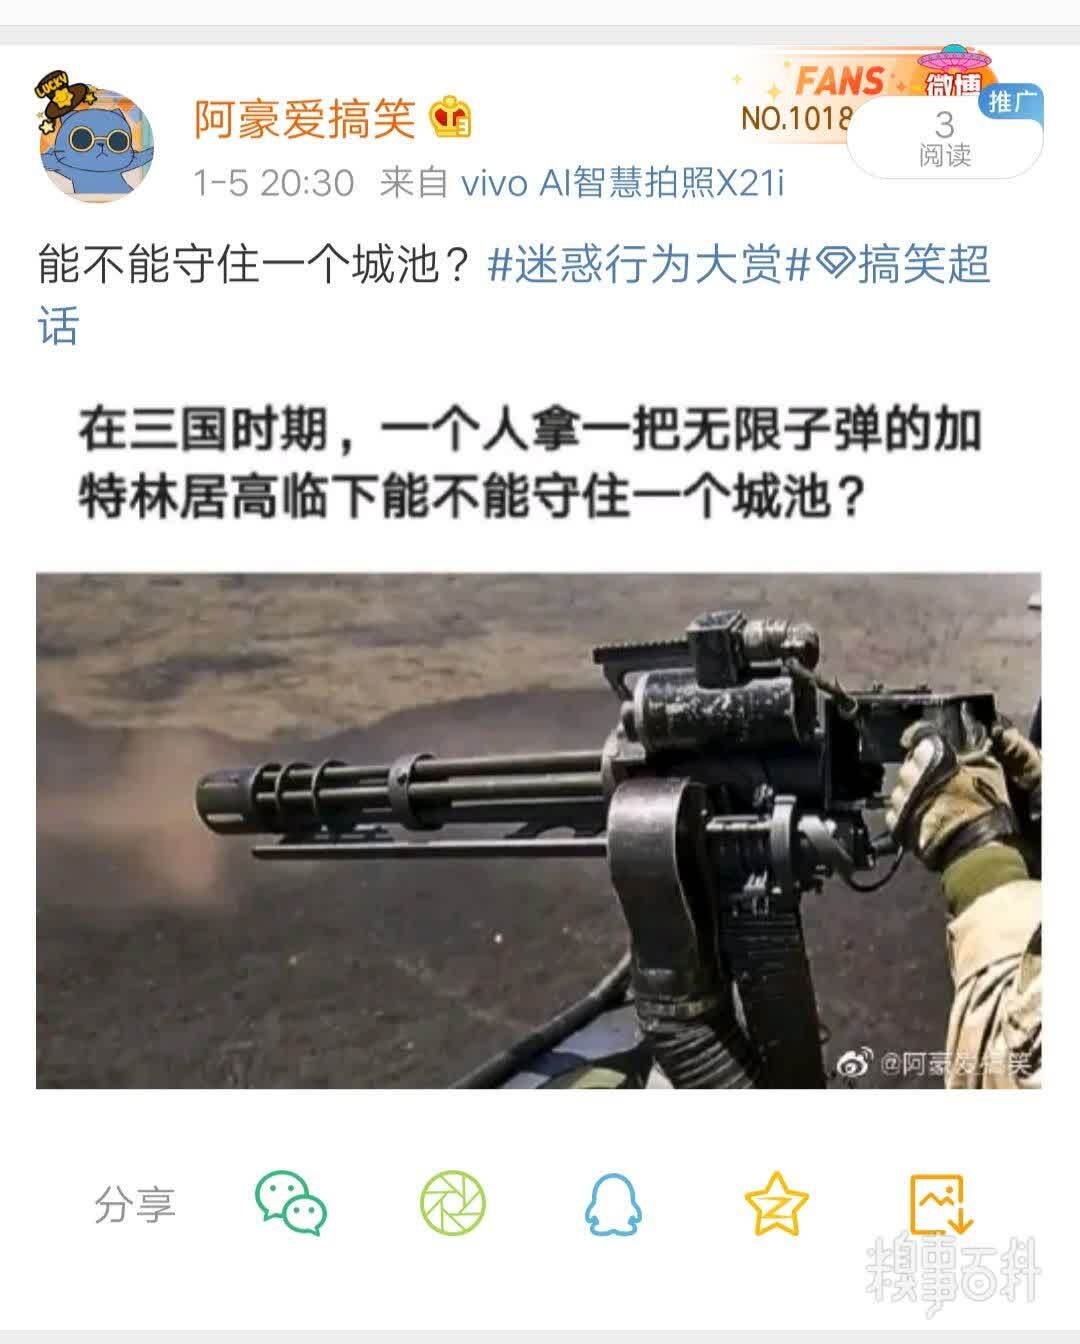 LUCKY
FANS
微博
阿豪爱搞笑
NO.1018
推广
3
阅读
1-5 20:30 来自 vivo AI智慧拍照X21i
能不能守住一个城池？#迷惑行为大赏#搞笑超
话
在三国时期，一个人拿一把无限子弹的加
特林居高临下能不能守住一个城池？
@阿豪爱搞笑
分享
糗事百科